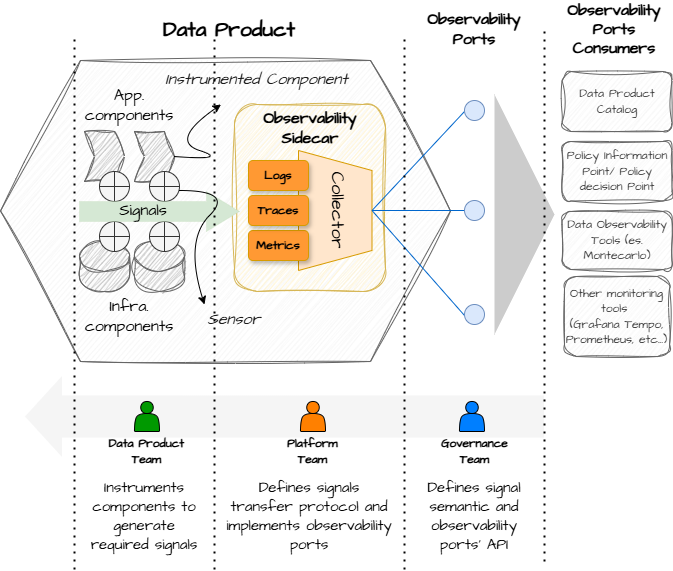 Data Product
Observability
Ports
Observability
Ports
Consumers
Instrumented Component
App.
components
Observability
Sidecar
Logs
Traces
Metrics
Collector
Signals
Infra.
components
Sensor
Data Product
Catalog
Policy Information
Point/ Policy
decision Point
Data Observability
Tools (es.
Montecarlo)
Other monitoring
tools
(Grafana Tempo,
Prometheus, etc...)
Data Product
Team
Platform
Team
Governance
Team
Instruments
components to
generate
required signals
Defines signals
transfer protocol and
implements observability
ports
Defines signal
semantic and
observability
ports' API